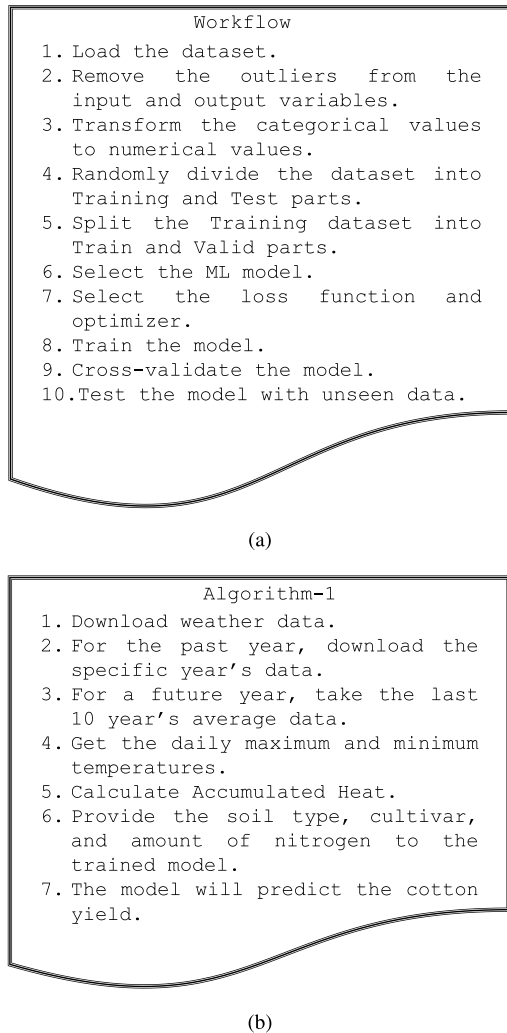 Workflow
1. Load the dataset.
2. Remove the outliers from the
input and output variables.
3. Transform the categorical values
to numerical values.
4. Randomly divide the dataset into
Training and Test parts.
5. Split the Training dataset into
Train and Valid parts.
6. Select the ML model.
7. Select the loss function and
optimizer.
8. Train the model.
9. Cross-validate the model.
10.Test the model with unseen data.
(a)
Algorithm-1
1. Download weather data.
2. For the past year, download the
specific year's data.
3. For a future year, take the last
10 year's average data.
4. Get the daily maximum and minimum
temperatures.
5. Calculate Accumulated Heat.
6. Provide the soil type, cultivar,
and amount of nitrogen to the
trained model.
7. The model will predict the cotton
yield.
(b)